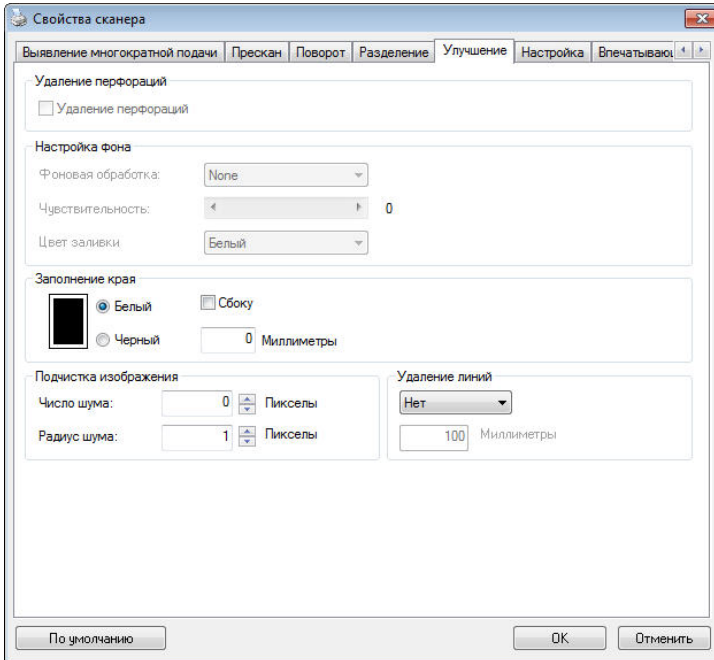 Свойства сканера
Выявление многократной подачи Прескан Поворот Разделение Улучшение Настройка Впечатываю
Удаление перфораций
Удаление перфораций
Настройка фона
Фоновая обработка: None
Чувствительность: 0
Цвет заливки Белый
Заполнение края
Белый Сбоку
Черный 0 Миллиметры
Подчистка изображения Удаление линий
Число шума: 0 Пикселы Нет
Радиус шума: 1 Пикселы 100 Миллиметры
По умолчанию OK Отменить